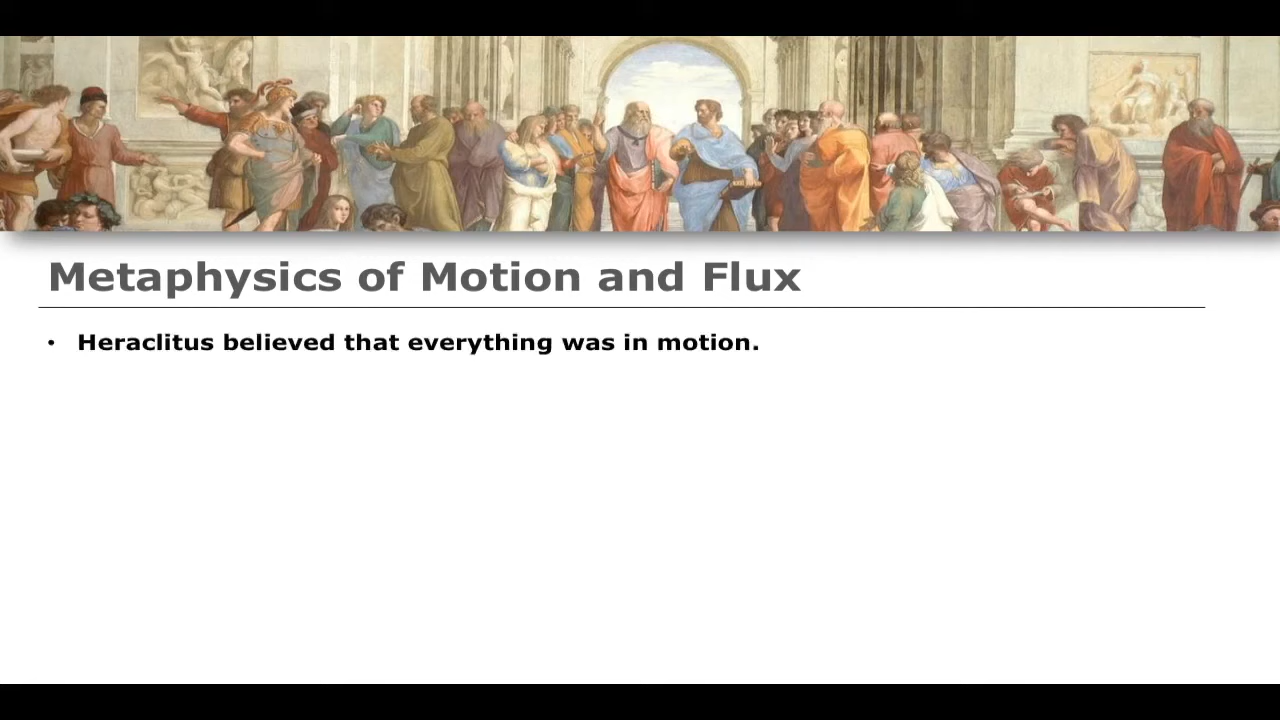 Metaphysics of Motion and Flux
• Heraclitus believed that everything was in motion.